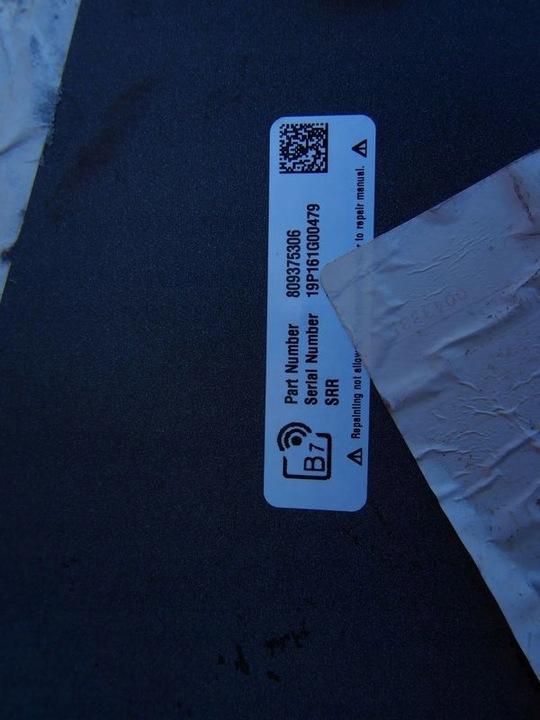 Part Number 809375306
Serial Number 19P161G00479
SRR
B7
Repainting not allow
to repair manual.